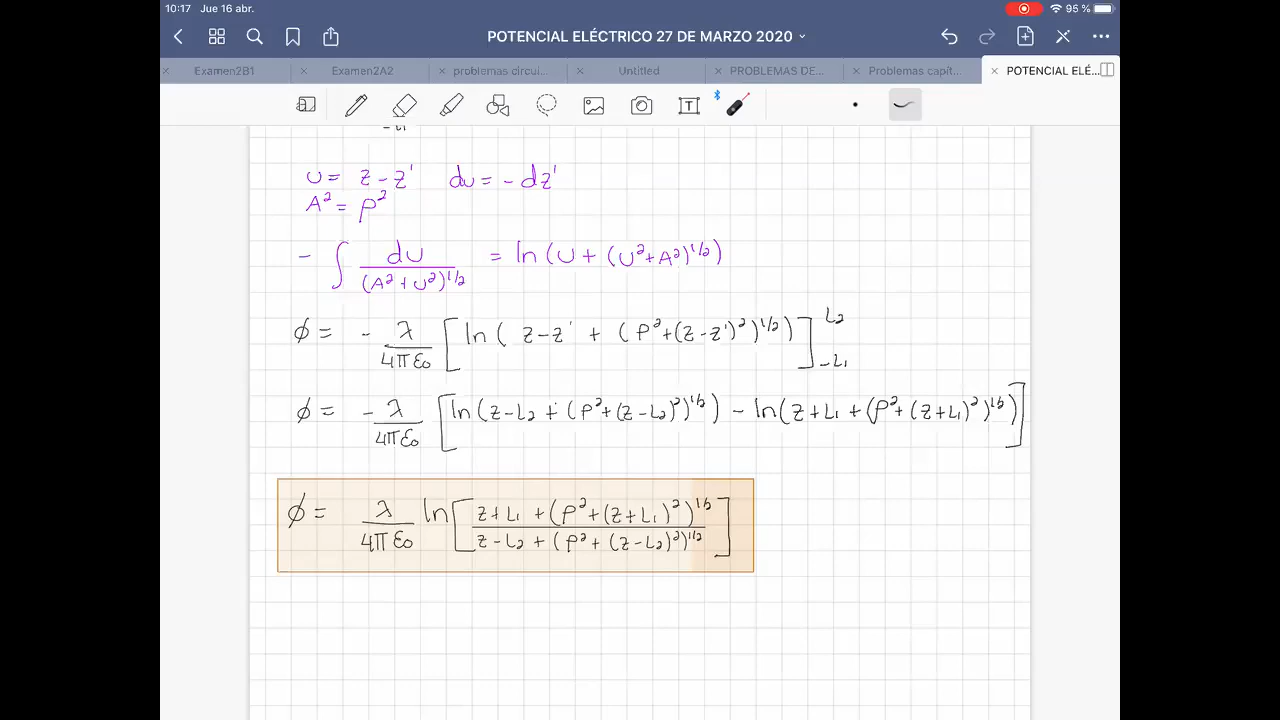 10:17 Jue 16 abr. 95 %
POTENCIAL ELÉCTRICO 27 DE MARZO 2020
Examen2B1 Examen2A2 problemas circui... Untitled PROBLEMAS DE... Problemas capít... POTENCIAL ELÉ...
T
-L1
U = z - z' du = - dz'
A² = ρ²
- ∫ du / (A² + U²)^1/2 = ln (U + (U² + A²)^1/2)
ϕ = - λ / 4πε0 [ ln ( z - z' + (ρ² + (z - z')²)^1/2) ] L2 -L1
ϕ = - λ / 4πε0 [ ln (z - L2 + (ρ² + (z - L2)²)^1/2) - ln (z + L1 + (ρ² + (z + L1)²)^1/2) ]
ϕ = λ / 4πε0 ln [ z + L1 + (ρ² + (z + L1)²)^1/2 / z - L2 + (ρ² + (z - L2)²)^1/2 ]